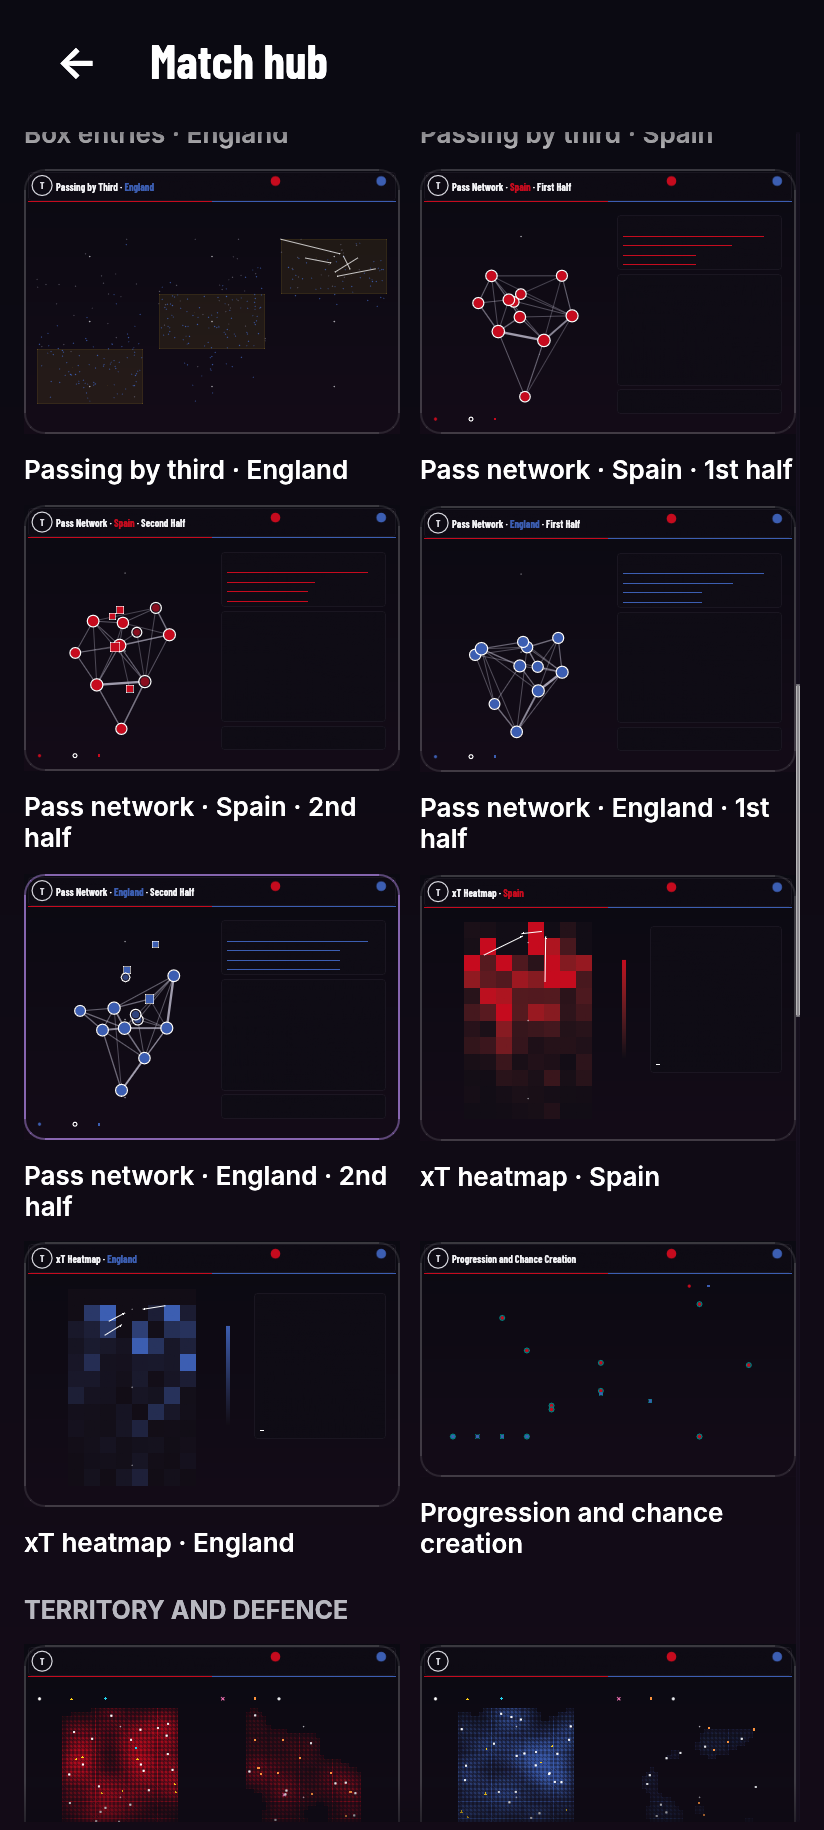 Match hub
Box entries · England
Passing by third · Spain
T Passing by Third · England
T Pass Network · Spain · First Half
Passing by third · England
Pass network · Spain · 1st half
T Pass Network · Spain · Second Half
T Pass Network · England · First Half
Pass network · Spain · 2nd
half
Pass network · England · 1st
half
T Pass Network · England · Second Half
T xT Heatmap · Spain
Pass network · England · 2nd
half
xT heatmap · Spain
T xT Heatmap · England
T Progression and Chance Creation
xT heatmap · England
Progression and chance
creation
TERRITORY AND DEFENCE
T
T